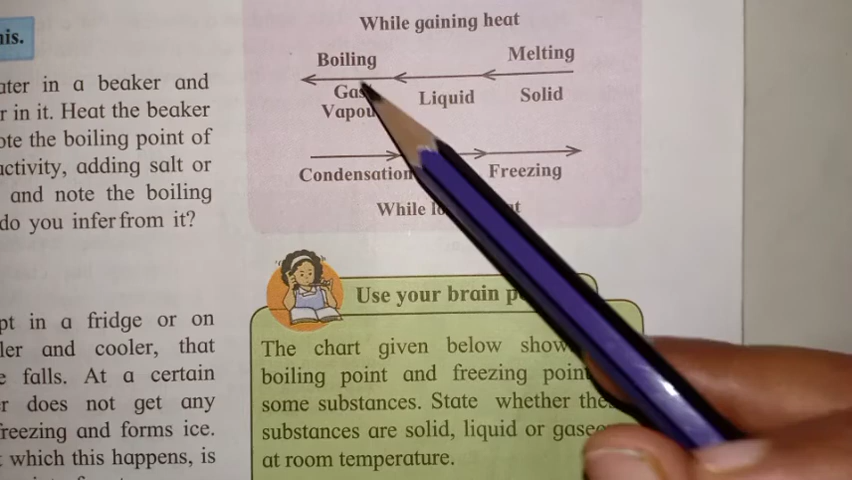 his.
ater in a beaker and
r in it. Heat the beaker
ote the boiling point of
activity, adding salt or
and note the boiling
do you infer from it?
pt in a fridge or on
ler and cooler, that
e falls. At a certain
r does not get any
freezing and forms ice.
which this happens, is
While gaining heat
Boiling Melting
Gas Liquid Solid
Vapou
Condensation Freezing
While
Use your brain
The chart given below show
boiling point and freezing point
some substances. State whether the
substances are solid, liquid or
at room temperature.